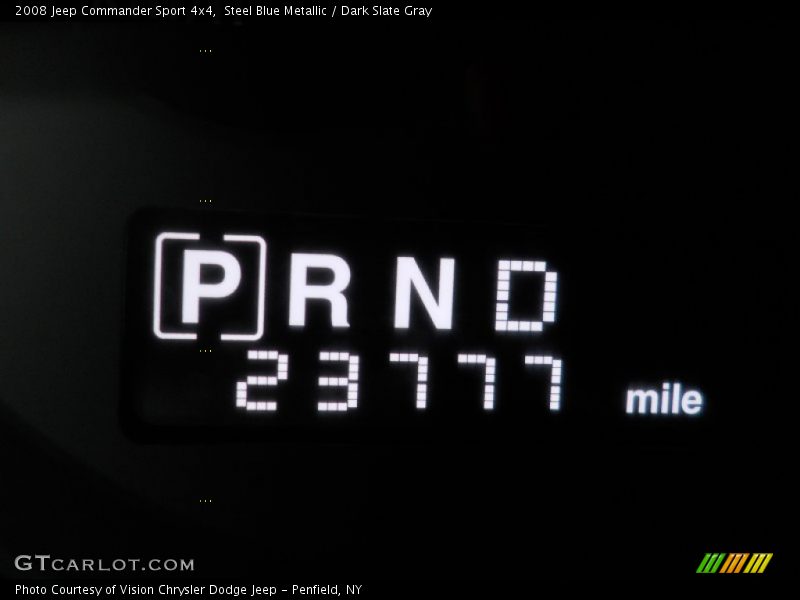 2008 Jeep Commander Sport 4x4, Steel Blue Metallic / Dark Slate Gray
...
...
[P] R N D
...
23777 mile
...
GTCARLOT.COM
Photo Courtesy of Vision Chrysler Dodge Jeep - Penfield, NY